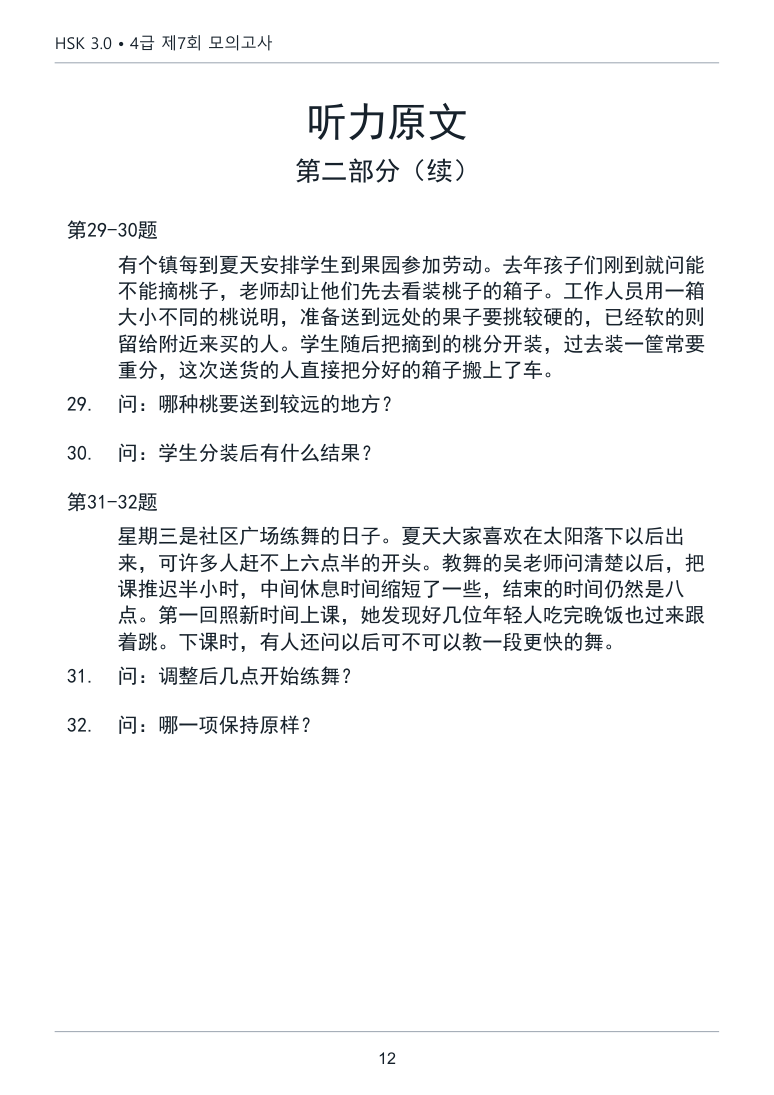 HSK 3.0 • 4급 제7회 모의고사
听力原文
第二部分（续）
第29-30题
有个镇每到夏天安排学生到果园参加劳动。去年孩子们刚到就问能
不能摘桃子，老师却让他们先去看装桃子的箱子。工作人员用一箱
大小不同的桃说明，准备送到远处的果子要挑较硬的，已经软的则
留给附近来买的人。学生随后把摘到的桃分开装，过去装一筐常要
重分，这次送货的人直接把分好的箱子搬上了车。
29. 问：哪种桃要送到较远的地方？
30. 问：学生分装后有什么结果？
第31-32题
星期三是社区广场练舞的日子。夏天大家喜欢在太阳落下以后出
来，可许多人赶不上六点半的开头。教舞的吴老师问清楚以后，把
课推迟半小时，中间休息时间缩短了一些，结束的时间仍然是八
点。第一回照新时间上课，她发现好几位年轻人吃完晚饭也过来跟
着跳。下课时，有人还问以后可不可以教一段更快的舞。
31. 问：调整后几点开始练舞？
32. 问：哪一项保持原样？
12